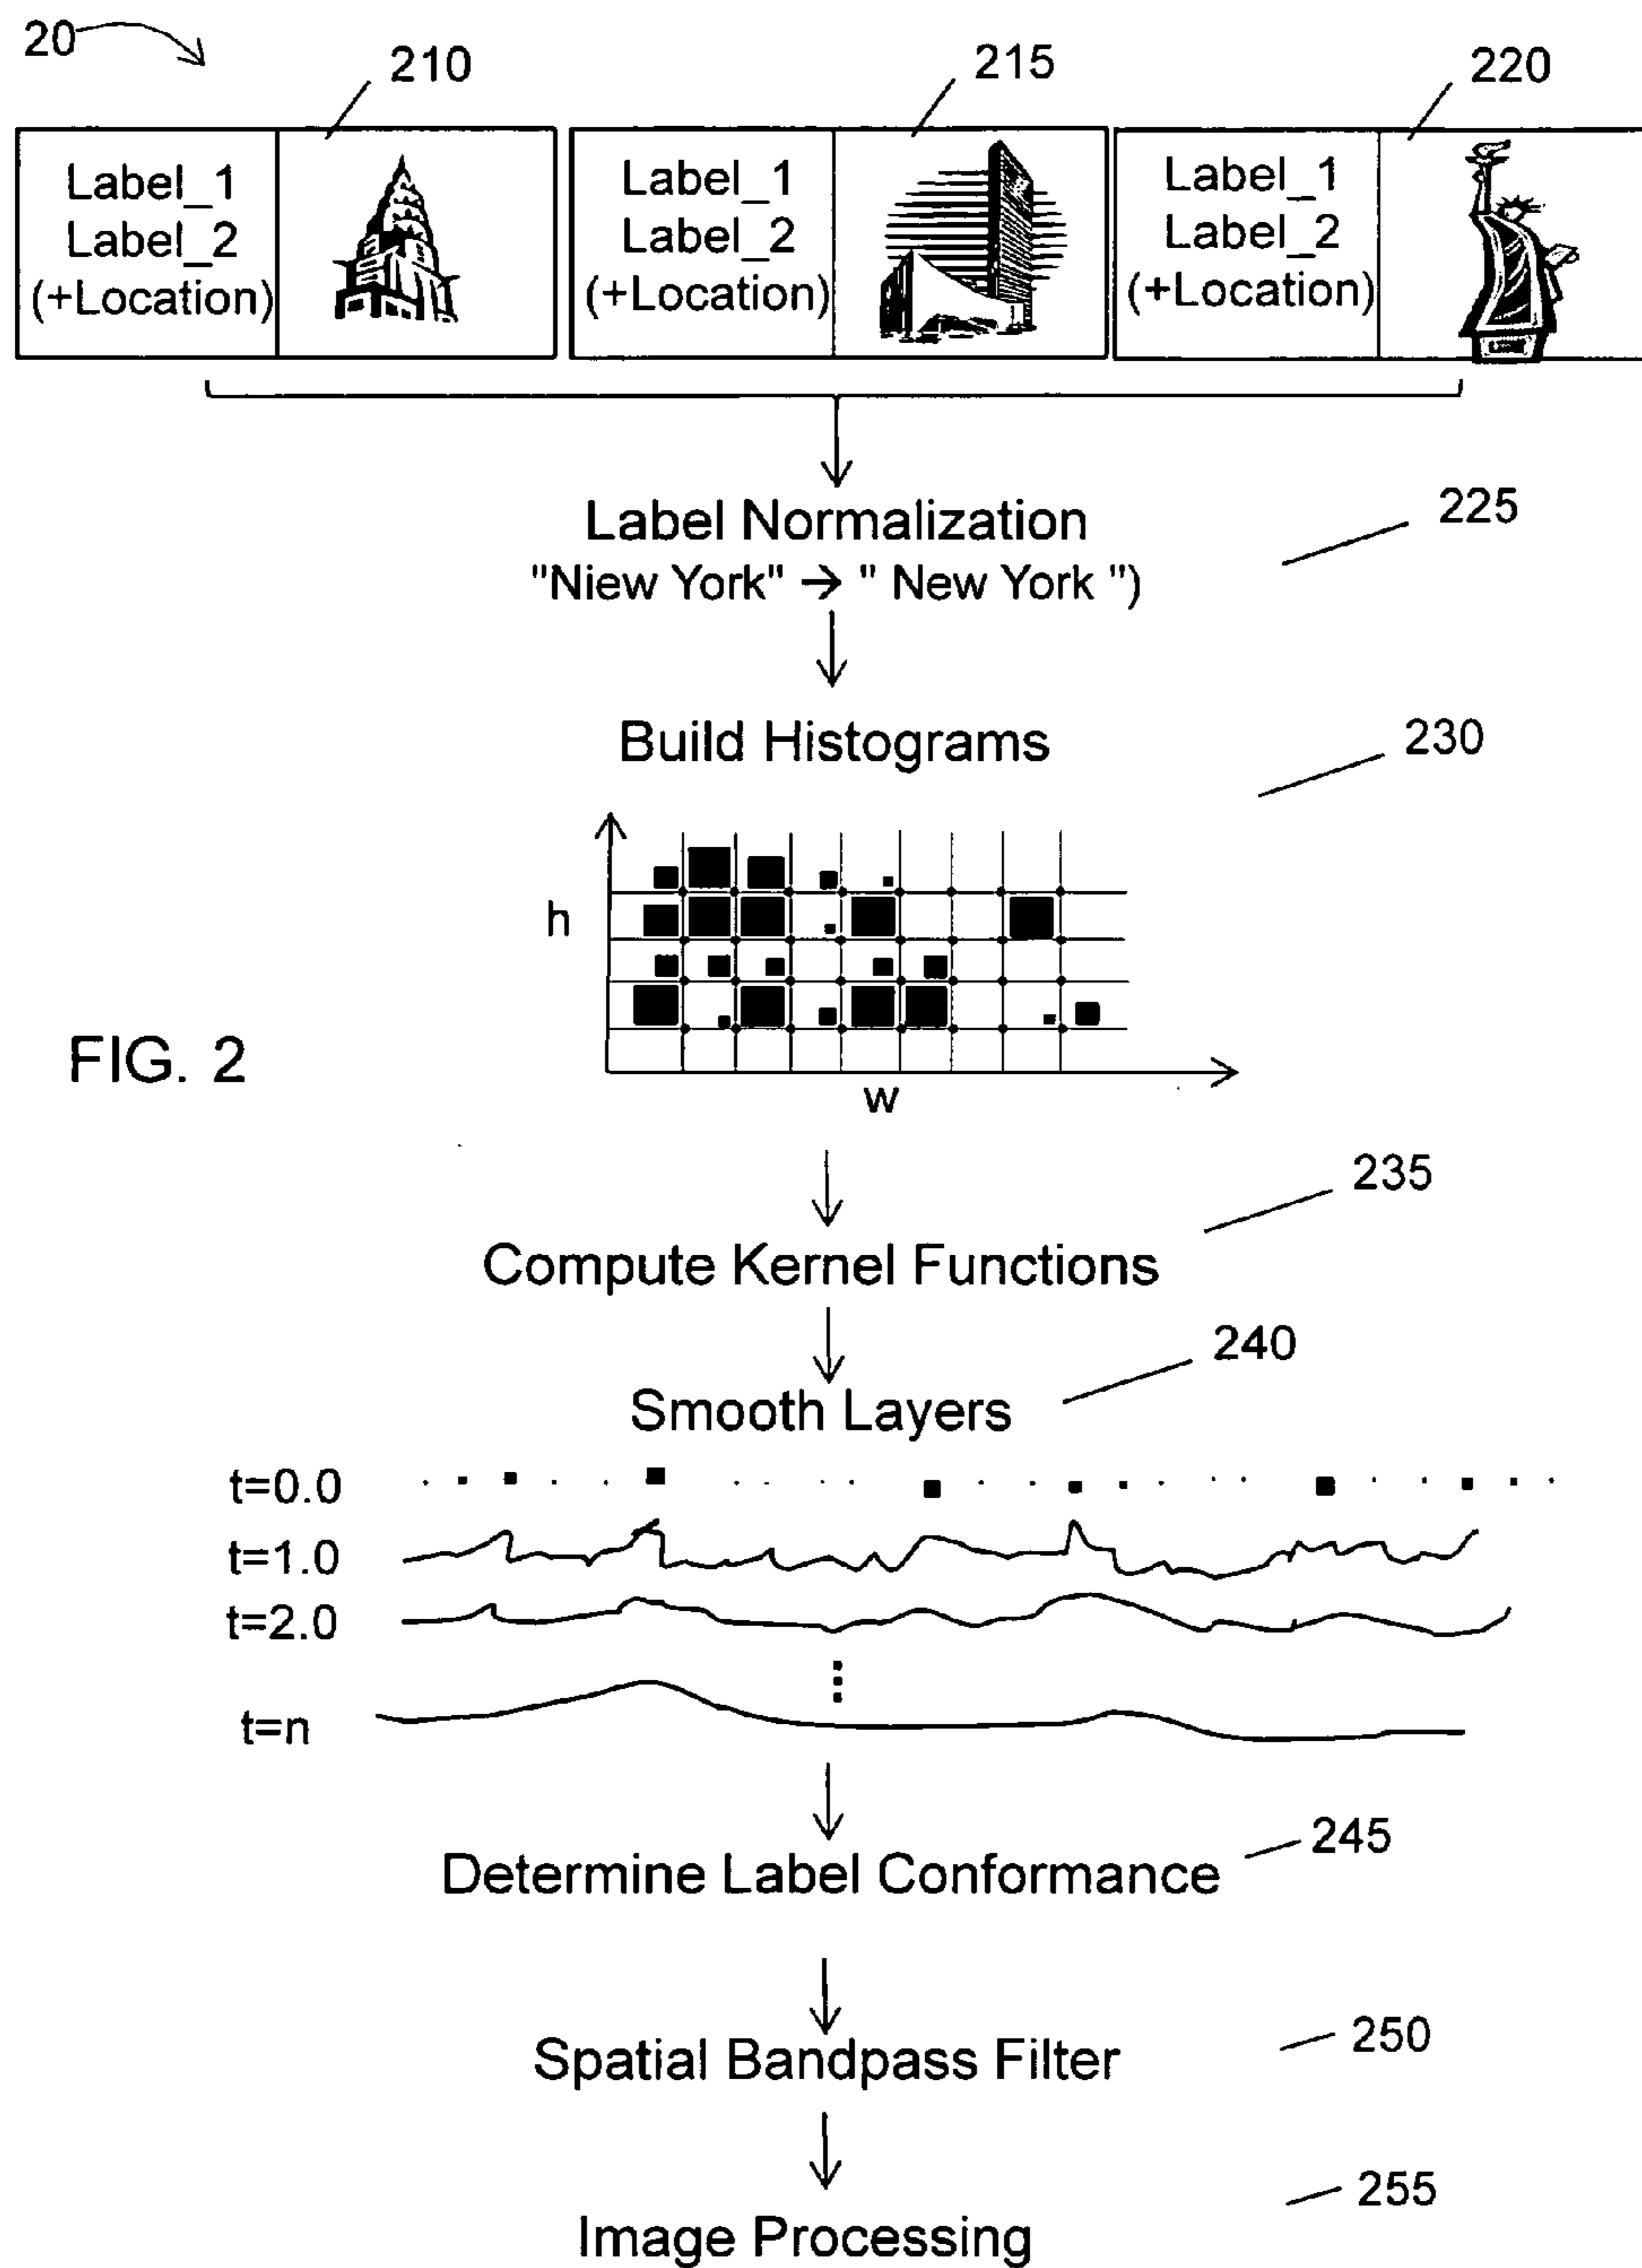 20
210
215
220
Label_1
Label_2
(+Location)
Label_1
Label_2
(+Location)
Label_1
Label_2
(+Location)
Label Normalization
225
"Niew York" → " New York ")
Build Histograms
230
h
w
FIG. 2
235
Compute Kernel Functions
240
Smooth Layers
t=0.0
t=1.0
t=2.0
t=n
245
Determine Label Conformance
250
Spatial Bandpass Filter
255
Image Processing